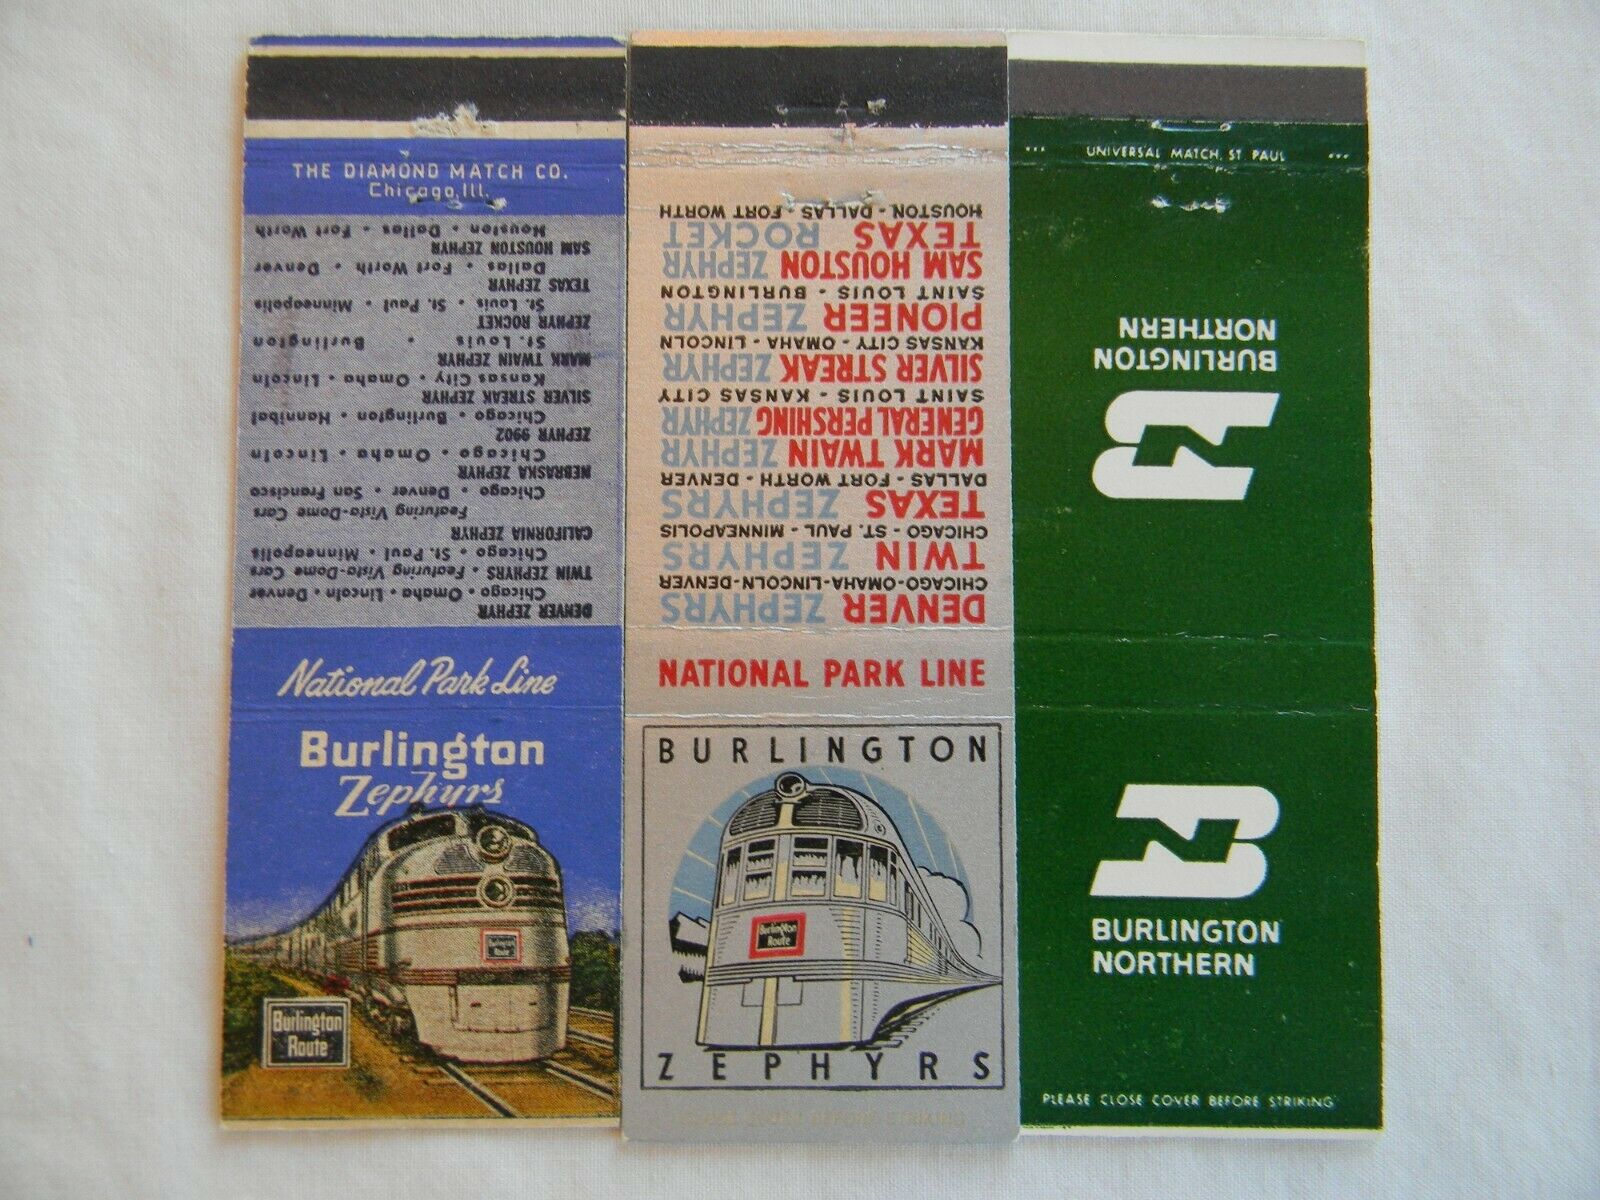 THE DIAMOND MATCH CO.
Chicago, Ill.
DENVER ZEPHYR
Chicago • Omaha • Lincoln • Denver
TWIN ZEPHYRS • Featuring Vista-Dome Cars
Chicago • St. Paul • Minneapolis
CALIFORNIA ZEPHYR
Featuring Vista-Dome Cars
Chicago • Denver • San Francisco
NEBRASKA ZEPHYR
Chicago • Omaha • Lincoln
ZEPHYR 9902
Chicago • Burlington • Hannibal
SILVER STREAK ZEPHYR
Kansas City • Omaha • Lincoln
MARK TWAIN ZEPHYR
St. Louis • Burlington
ZEPHYR ROCKET
St. Louis • St. Paul • Minneapolis
TEXAS ZEPHYR
Dallas • Fort Worth • Denver
SAM HOUSTON ZEPHYR
Houston • Dallas • Fort Worth
National Park Line
Burlington
Zephyrs
Burlington
Route
Burlington
Route
DENVER ZEPHYRS
CHICAGO-OMAHA-LINCOLN-DENVER
TWIN ZEPHYRS
CHICAGO - ST. PAUL - MINNEAPOLIS
TEXAS ZEPHYRS
DALLAS - FORT WORTH - DENVER
MARK TWAIN ZEPHYR
GENERAL PERSHING ZEPHYR
SAINT LOUIS - KANSAS CITY
SILVER STREAK ZEPHYR
KANSAS CITY - OMAHA - LINCOLN
PIONEER ZEPHYR
SAINT LOUIS - BURLINGTON
SAM HOUSTON ZEPHYR
TEXAS ROCKET
HOUSTON - DALLAS - FORT WORTH
NATIONAL PARK LINE
BURLINGTON
Burlington
Route
ZEPHYRS
COVER BEFORE STRIKING
••• UNIVERSAL MATCH, ST PAUL •••
BURLINGTON
NORTHERN
BURLINGTON
NORTHERN
PLEASE CLOSE COVER BEFORE STRIKING